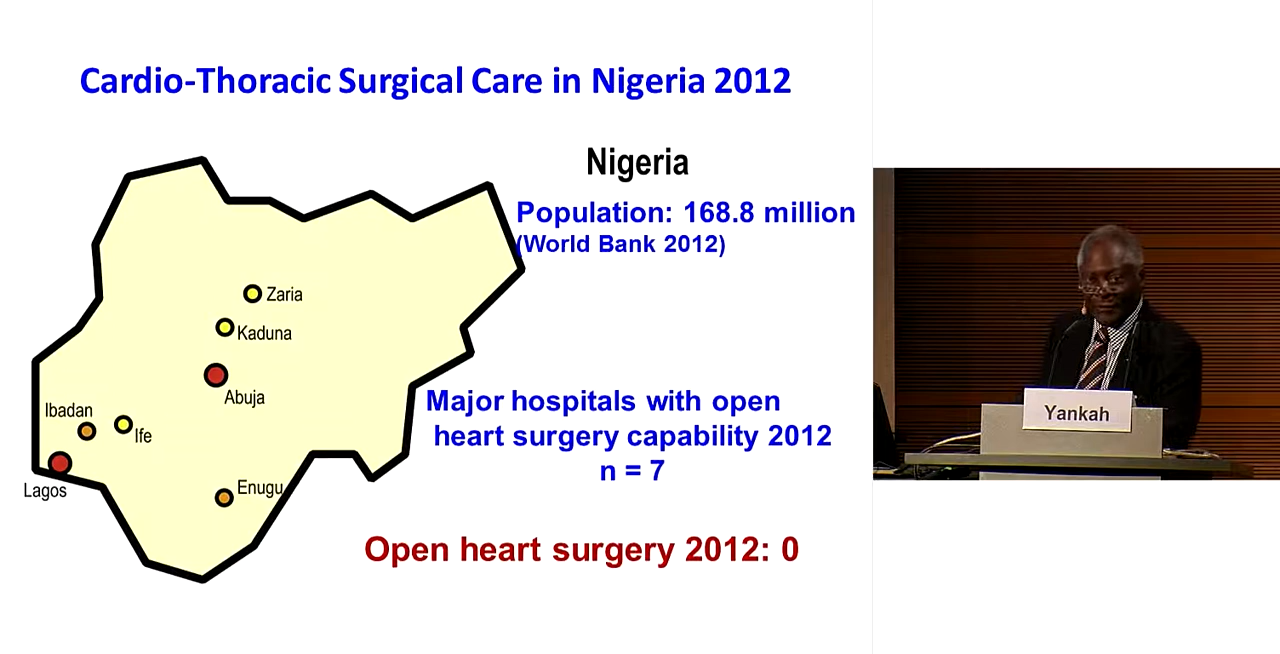 Cardio-Thoracic Surgical Care in Nigeria 2012
Nigeria
Population: 168.8 million
(World Bank 2012)
Zaria
Kaduna
Abuja
Ibadan
Ife
Lagos
Enugu
Major hospitals with open
heart surgery capability 2012
n = 7
Open heart surgery 2012: 0
Yankah